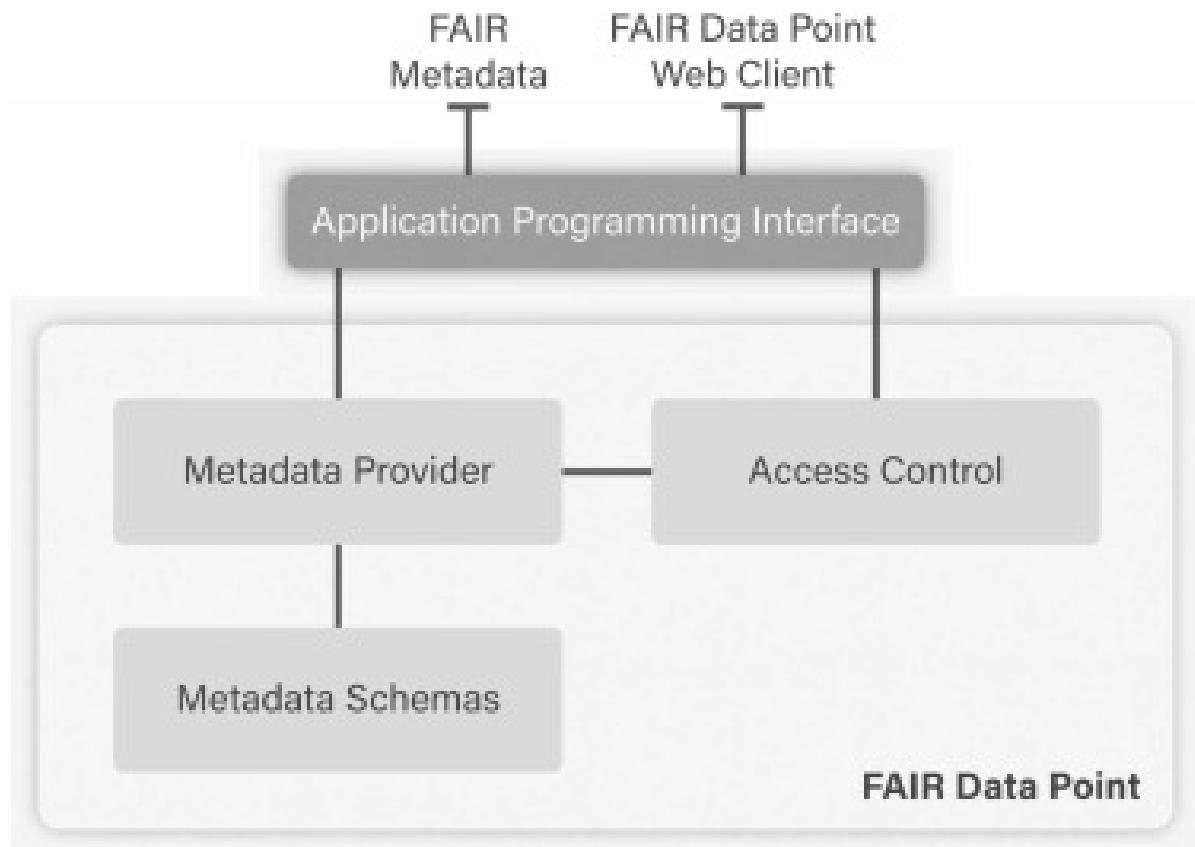 FAIR
Metadata
FAIR Data Point
Web Client
Application Programming Interface
Metadata Provider
Access Control
Metadata Schemas
FAIR Data Point